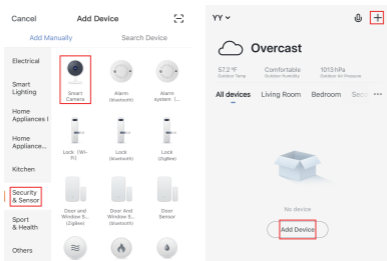 Cancel
Add Device
Add Manually
Search Device
Electrical
Smart
Lighting
Home
Appliances I
Home
Appliance...
Kitchen
Security
& Sensor
Sport
& Health
Others
Smart
Camera
Alarm
(Bluetooth)
Alarm
system (...
Lock (Wi-
Fi)
Lock
(Bluetooth)
Lock
(ZigBee)
Door and
Window S...
(ZigBee)
Door And
Window S...
(Bluetooth)
Door
Sensor
YY
Overcast
57.2 °F
Outdoor Temp
Comfortable
Outdoor Humidity
1013hPa
Outdoor Air Pressure
All devices
Living Room
Bedroom
No device
Add Device